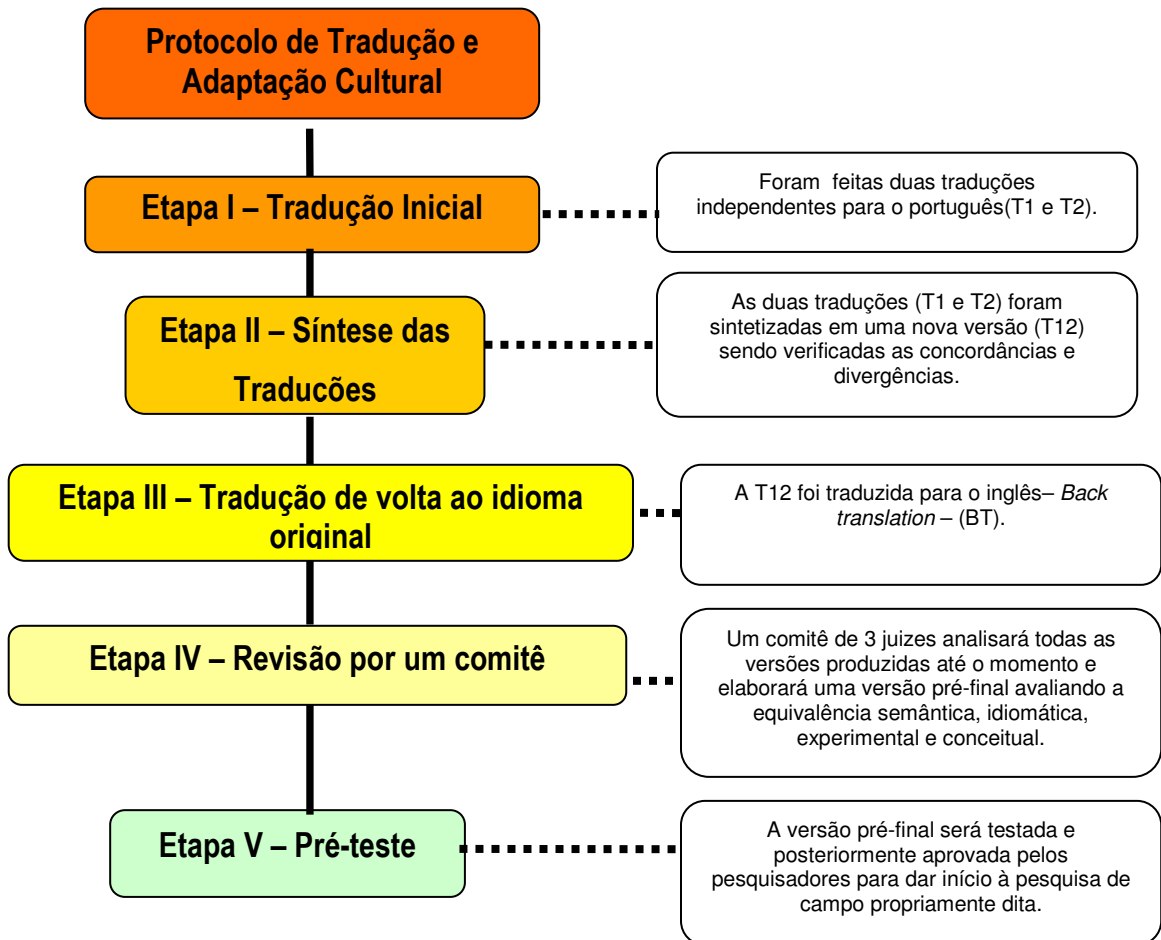 Protocolo de Tradução e
Adaptação Cultural
Etapa I – Tradução Inicial
Foram feitas duas traduções
independentes para o português(T1 e T2).
Etapa II – Síntese das
Traducões
As duas traduções (T1 e T2) foram
sintetizadas em uma nova versão (T12)
sendo verificadas as concordâncias e
divergências.
Etapa III – Tradução de volta ao idioma
original
A T12 foi traduzida para o inglês– Back
translation – (BT).
Etapa IV – Revisão por um comitê
Um comitê de 3 juizes analisará todas as
versões produzidas até o momento e
elaborará uma versão pré-final avaliando a
equivalência semântica, idiomática,
experimental e conceitual.
Etapa V – Pré-teste
A versão pré-final será testada e
posteriormente aprovada pelos
pesquisadores para dar início à pesquisa de
campo propriamente dita.